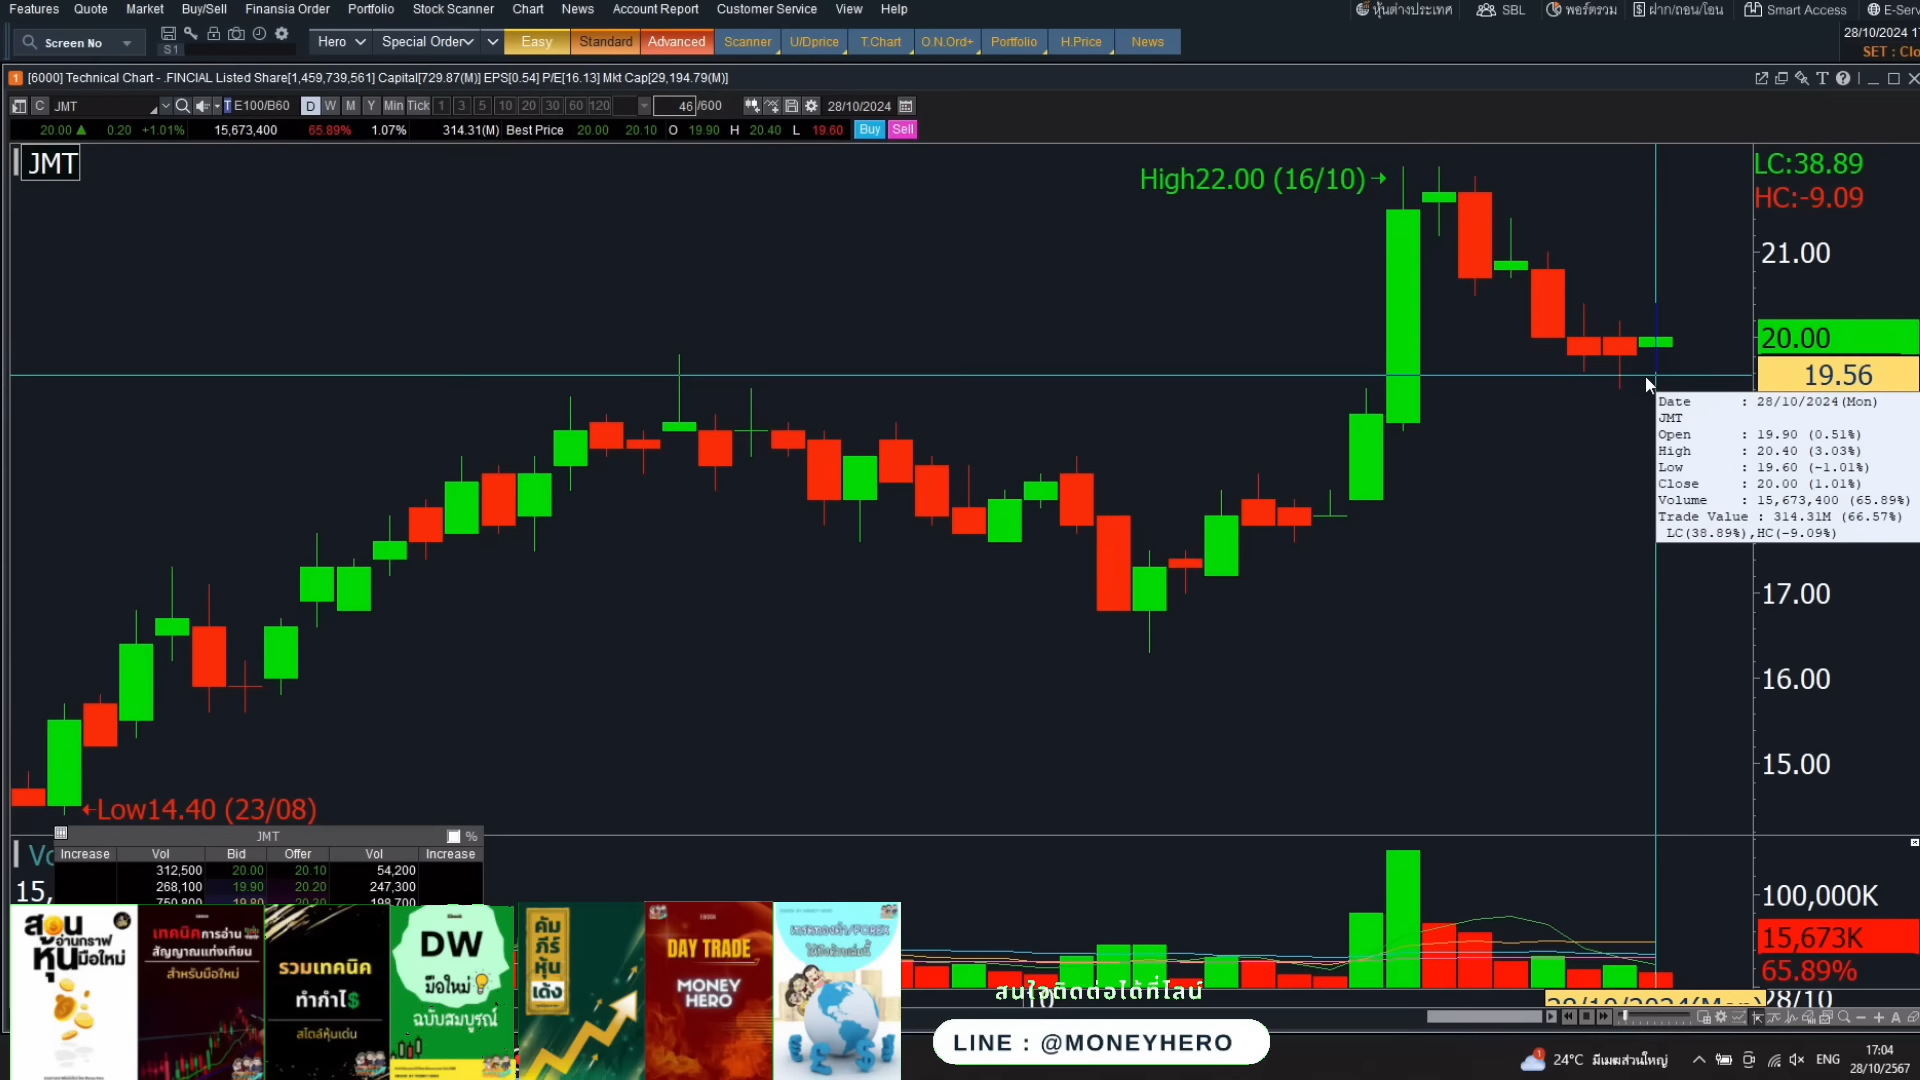 Features Quote Market Buy/Sell Finansia Order Portfolio Stock Scanner Chart News Account Report Customer Service View Help หุ้นต่างประเทศ SBL พอร์ตรวม ฝาก/ถอน/โอน Smart Access E-Serv
Screen No S1 Hero Special Order Easy Standard Advanced Scanner U/Dprice T.Chart O.N.Ord+ Portfolio H.Price News
28/10/2024
SET : Clo
1 [6000] Technical Chart - .FINCIAL Listed Share[1,459,739,561] Capital[729.87(M)] EPS[0.54] P/E[16.13] Mkt Cap[29,194.79(M)]
C JMT T E100/B60 D W M Y Min Tick 1 3 5 10 20 30 60 120 46 /600 28/10/2024
20.00 ▲ 0.20 +1.01% 15,673,400 65.89% 1.07% 314.31(M) Best Price 20.00 20.10 O 19.90 H 20.40 L 19.60 Buy Sell
JMT
High22.00 (16/10)→
LC:38.89
HC:-9.09
21.00
20.00
19.56
Date : 28/10/2024(Mon)
JMT
Open : 19.90 (0.51%)
High : 20.40 (3.03%)
Low : 19.60 (-1.01%)
Close : 20.00 (1.01%)
Volume : 15,673,400 (65.89%)
Trade Value : 314.31M (66.57%)
LC(38.89%),HC(-9.09%)
17.00
16.00
15.00
←Low14.40 (23/08)
JMT %
Increase Vol Bid Offer Vol Increase
312,500 20.00 20.10 54,200
268,100 19.90 20.20 247,300
750,800 19.80 20.30 198,700
15,
100,000K
15,673K
65.89%
10
28/10/2024(Mon)
28/10
สอน
อ่านกราฟ
หุ้นมือใหม่
เทคนิคการอ่าน
สัญญาณแท่งเทียน
สำหรับมือใหม่
รวมเทคนิค
ทำกำไร$
สไตล์หุ้นเด่น
DW
มือใหม่
ฉบับสมบูรณ์
คัม
ภีร์
หุ้น
เด้ง
DAY TRADE
MONEY
HERO
สนใจติดต่อได้ที่ไลน์
LINE : @MONEYHERO
24°C มีเมฆส่วนใหญ่ ENG
17:04
28/10/2567